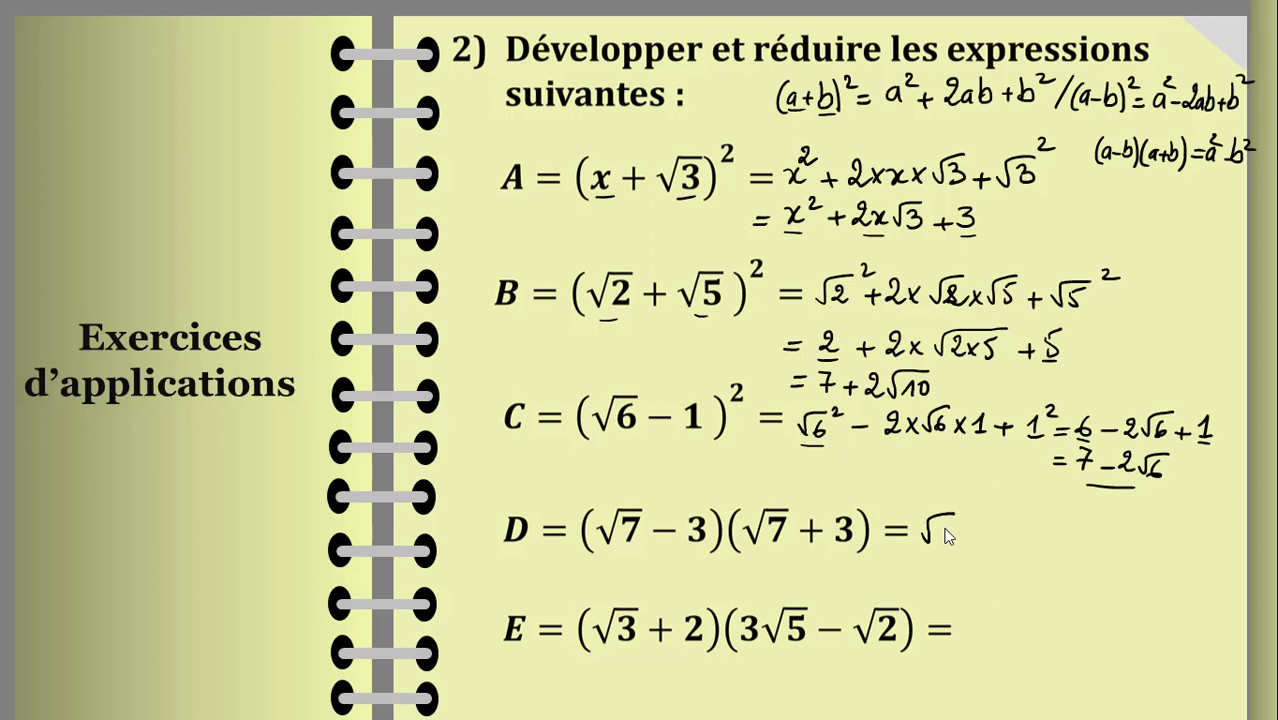 Exercices
d'applications
2) Développer et réduire les expressions
suivantes : (a+b)² = a² + 2ab + b² / (a-b)² = a² - 2ab + b²
(a-b)(a+b) = a² - b²
A = (x + √3)² = x² + 2×x×√3 + √3²
= x² + 2x√3 + 3
B = (√2 + √5 )² = √2² + 2×√2×√5 + √5²
= 2 + 2×√2×5 + 5
= 7 + 2√10
C = (√6 − 1 )² = √6² − 2×√6×1 + 1² = 6 − 2√6 + 1
= 7 − 2√6
D = (√7 − 3)(√7 + 3) = √
E = (√3 + 2)(3√5 − √2) =